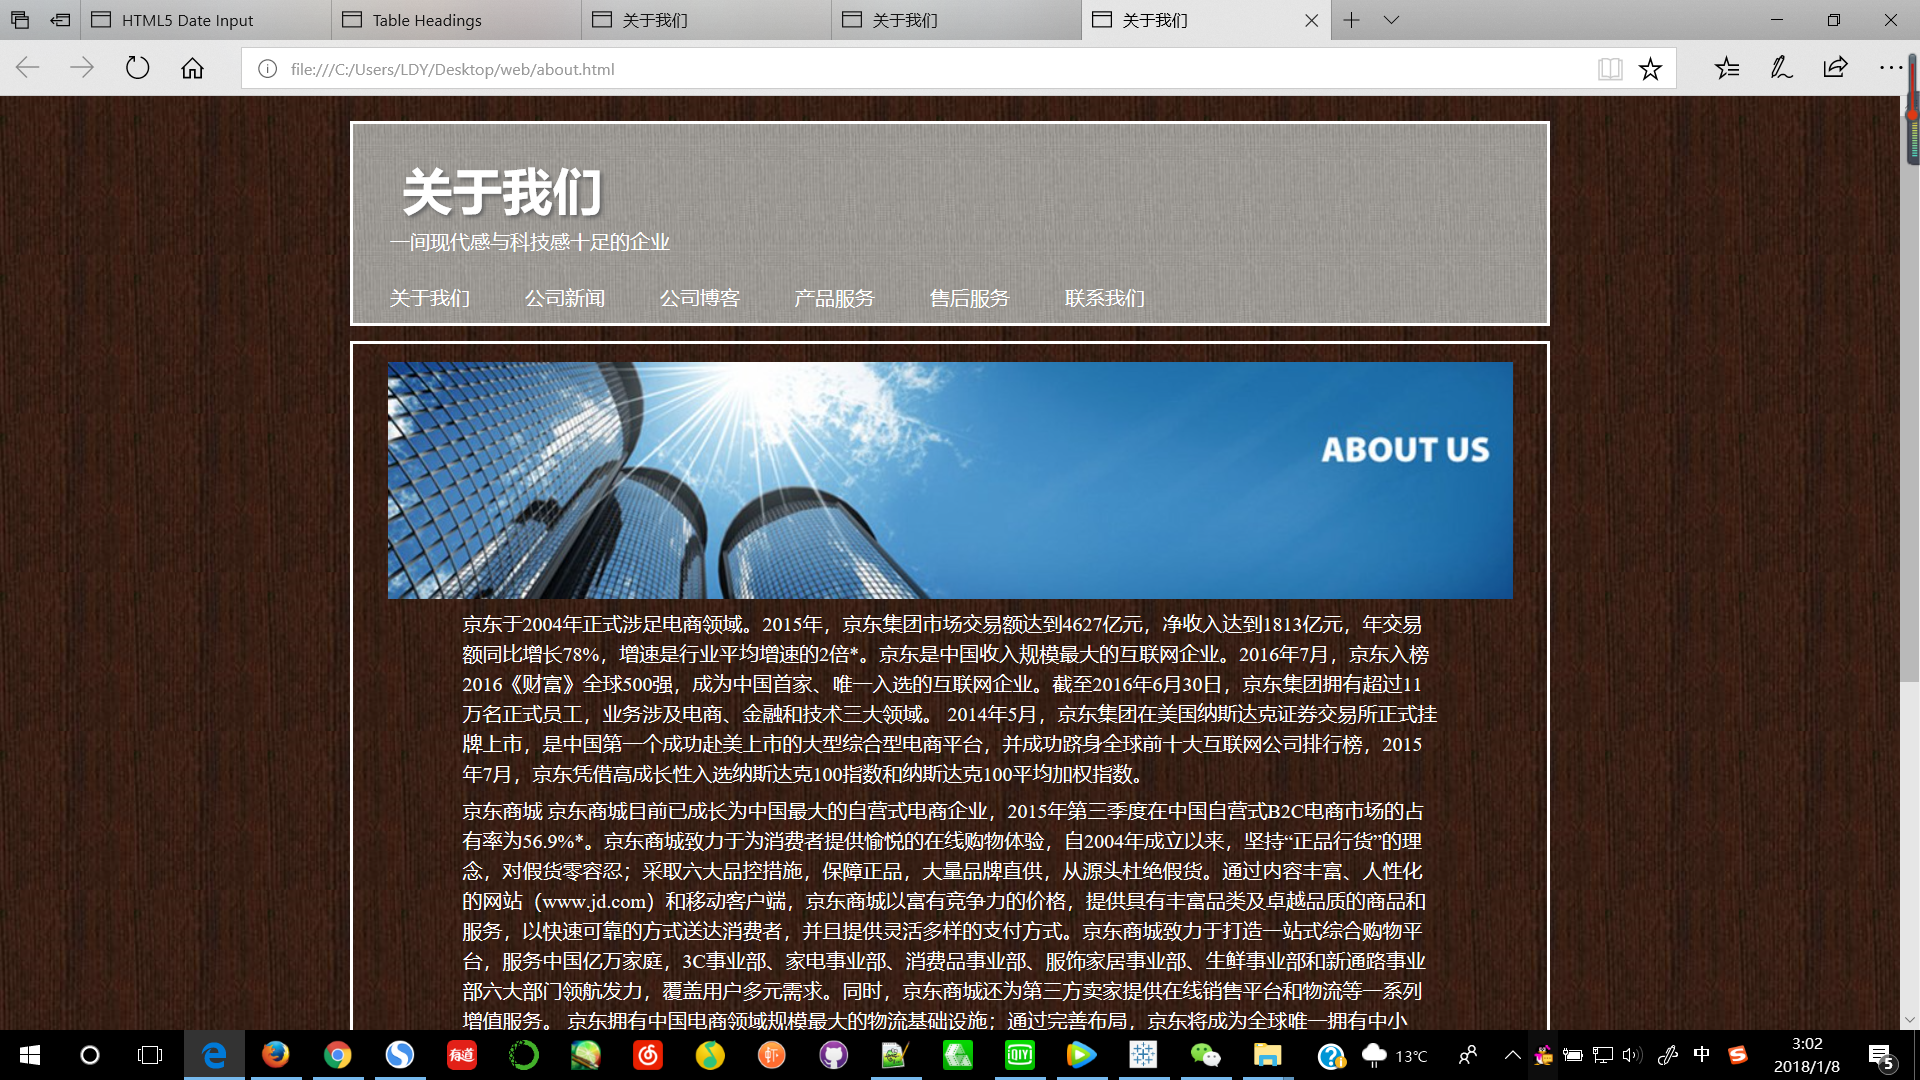 HTML5 Date Input
Table Headings
关于我们
关于我们
关于我们
file:///C:/Users/LDY/Desktop/web/about.html
关于我们
一间现代感与科技感十足的企业
关于我们 公司新闻 公司博客 产品服务 售后服务 联系我们
ABOUT US
京东于2004年正式涉足电商领域。2015年，京东集团市场交易额达到4627亿元，净收入达到1813亿元，年交易
额同比增长78%，增速是行业平均增速的2倍*。京东是中国收入规模最大的互联网企业。2016年7月，京东入榜
2016《财富》全球500强，成为中国首家、唯一入选的互联网企业。截至2016年6月30日，京东集团拥有超过11
万名正式员工，业务涉及电商、金融和技术三大领域。 2014年5月，京东集团在美国纳斯达克证券交易所正式挂
牌上市，是中国第一个成功赴美上市的大型综合型电商平台，并成功跻身全球前十大互联网公司排行榜，2015
年7月，京东凭借高成长性入选纳斯达克100指数和纳斯达克100平均加权指数。
京东商城 京东商城目前已成长为中国最大的自营式电商企业，2015年第三季度在中国自营式B2C电商市场的占
有率为56.9%*。京东商城致力于为消费者提供愉悦的在线购物体验，自2004年成立以来，坚持“正品行货”的理
念，对假货零容忍；采取六大品控措施，保障正品，大量品牌直供，从源头杜绝假货。通过内容丰富、人性化
的网站（www.jd.com）和移动客户端，京东商城以富有竞争力的价格，提供具有丰富品类及卓越品质的商品和
服务，以快速可靠的方式送达消费者，并且提供灵活多样的支付方式。京东商城致力于打造一站式综合购物平
台，服务中国亿万家庭，3C事业部、家电事业部、消费品事业部、服饰家居事业部、生鲜事业部和新通路事业
部六大部门领航发力，覆盖用户多元需求。同时，京东商城还为第三方卖家提供在线销售平台和物流等一系列
增值服务。 京东拥有中国电商领域规模最大的物流基础设施；通过完善布局，京东将成为全球唯一拥有中小
有道
QIYI
13°C
中
3:02
2018/1/8
5